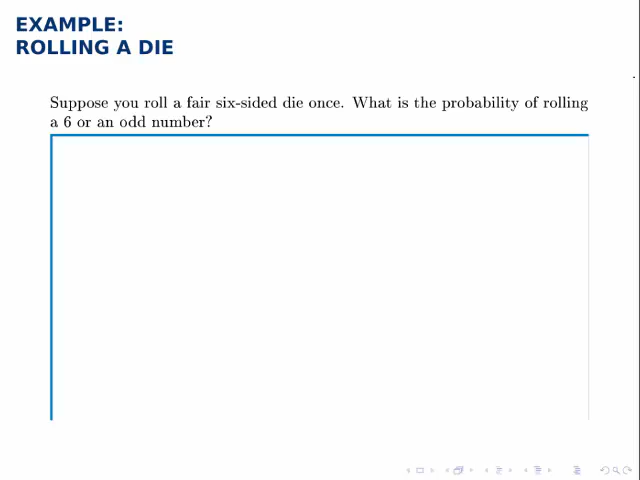 EXAMPLE:
ROLLING A DIE
Suppose you roll a fair six-sided die once. What is the probability of rolling
a 6 or an odd number?